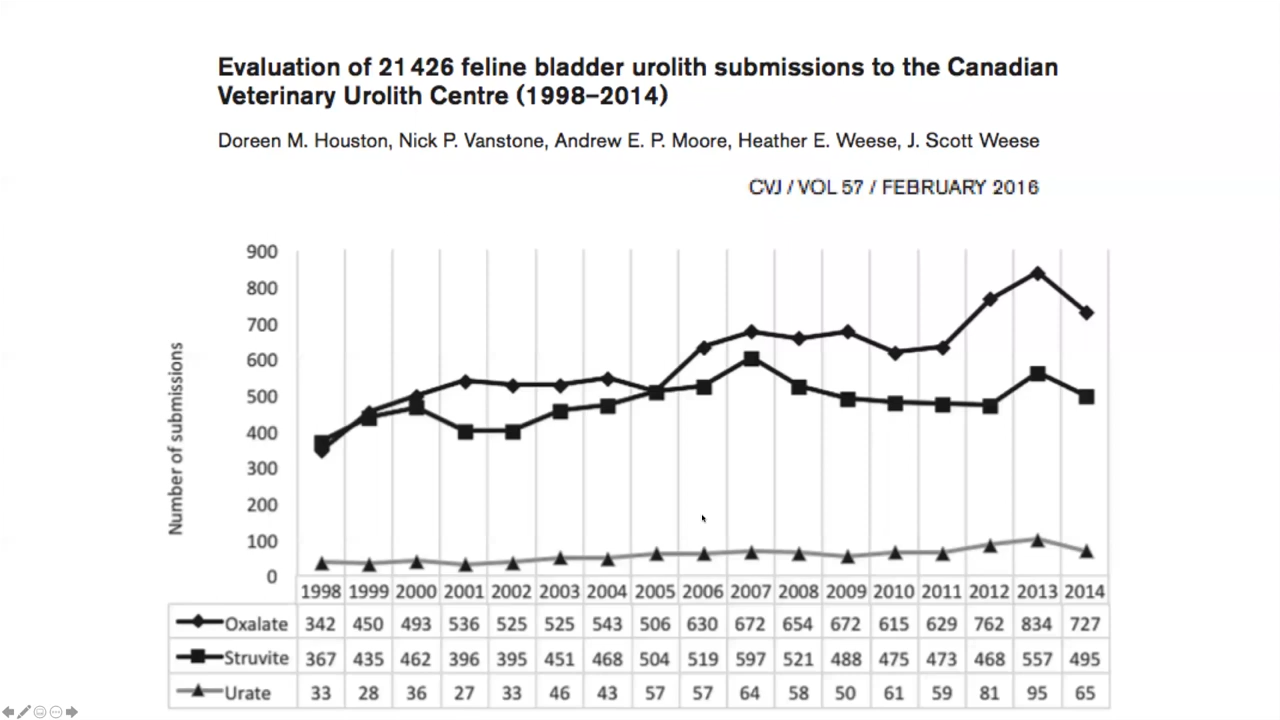 Evaluation of 21 426 feline bladder urolith submissions to the Canadian
Veterinary Urolith Centre (1998–2014)
Doreen M. Houston, Nick P. Vanstone, Andrew E. P. Moore, Heather E. Weese, J. Scott Weese
CVJ / VOL 57 / FEBRUARY 2016
Number of submissions
900
800
700
600
500
400
300
200
100
0
1998 1999 2000 2001 2002 2003 2004 2005 2006 2007 2008 2009 2010 2011 2012 2013 2014
Oxalate 342 450 493 536 525 525 543 506 630 672 654 672 615 629 762 834 727
Struvite 367 435 462 396 395 451 468 504 519 597 521 488 475 473 468 557 495
Urate 33 28 36 27 33 46 43 57 57 64 58 50 61 59 81 95 65